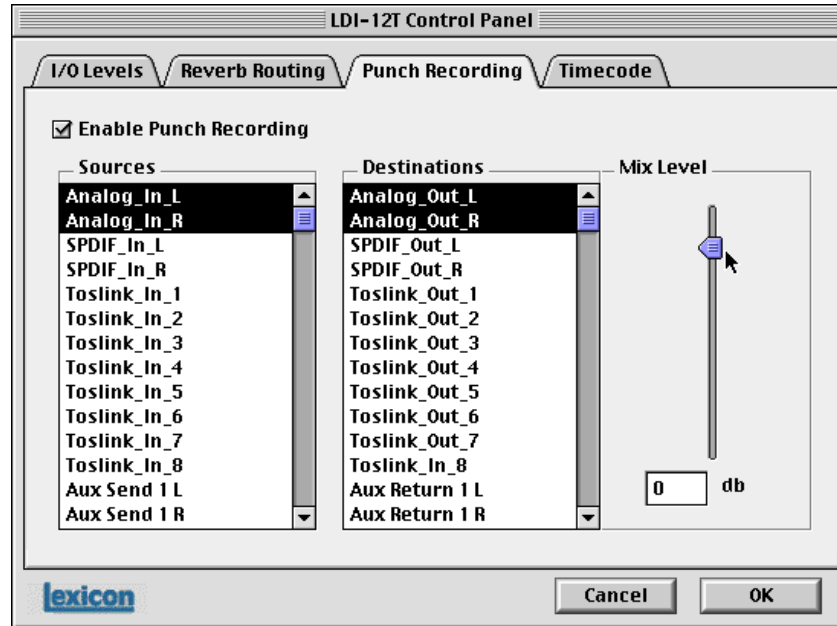 LDI-12T Control Panel
I/O Levels
Reverb Routing
Punch Recording
Timecode
Enable Punch Recording
Sources
Analog_In_L
Analog_In_R
SPDIF_In_L
SPDIF_In_R
Toslink_In_1
Toslink_In_2
Toslink_In_3
Toslink_In_4
Toslink_In_5
Toslink_In_6
Toslink_In_7
Toslink_In_8
Aux Send 1 L
Aux Send 1 R
Destinations
Analog_Out_L
Analog_Out_R
SPDIF_Out_L
SPDIF_Out_R
Toslink_Out_1
Toslink_Out_2
Toslink_Out_3
Toslink_Out_4
Toslink_Out_5
Toslink_Out_6
Toslink_Out_7
Toslink_In_8
Aux Return 1 L
Aux Return 1 R
Mix Level
0 db
lexicon
Cancel
OK